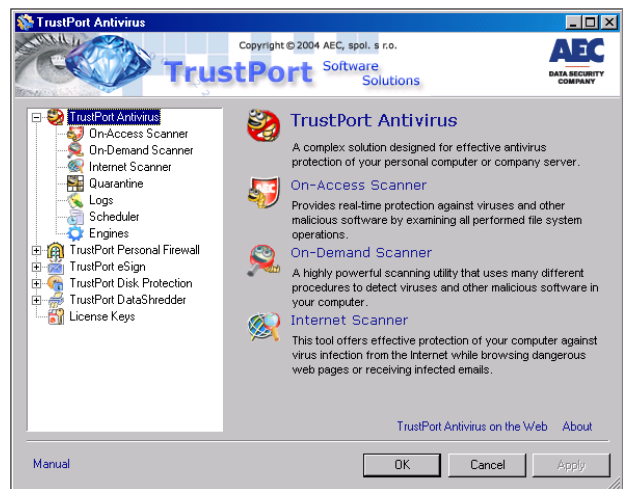 TrustPort Antivirus
Copyright © 2004 AEC, spol. s r.o.
TrustPort Software
Solutions
AEC
DATA SECURITY
COMPANY
TrustPort Antivirus
On-Access Scanner
On-Demand Scanner
Internet Scanner
Quarantine
Logs
Scheduler
Engines
TrustPort Personal Firewall
TrustPort eSign
TrustPort Disk Protection
TrustPort DataShredder
License Keys
TrustPort Antivirus
A complex solution designed for effective antivirus
protection of your personal computer or company server.
On-Access Scanner
Provides real-time protection against viruses and other
malicious software by examining all performed file system
operations.
On-Demand Scanner
A highly powerful scanning utility that uses many different
procedures to detect viruses and other malicious software in
your computer.
Internet Scanner
This tool offers effective protection of your computer against
virus infection from the Internet while browsing dangerous
web pages or receiving infected emails.
TrustPort Antivirus on the Web About
Manual
OK Cancel Apply